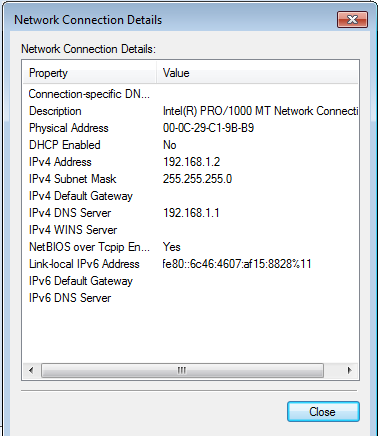 Network Connection Details
Network Connection Details:
Property Value
Connection-specific DN...
Description Intel(R) PRO/1000 MT Network Connecti
Physical Address 00-0C-29-C1-9B-B9
DHCP Enabled No
IPv4 Address 192.168.1.2
IPv4 Subnet Mask 255.255.255.0
IPv4 Default Gateway
IPv4 DNS Server 192.168.1.1
IPv4 WINS Server
NetBIOS over Tcpip En... Yes
Link-local IPv6 Address fe80::6c46:4607:af15:8828%11
IPv6 Default Gateway
IPv6 DNS Server
Close